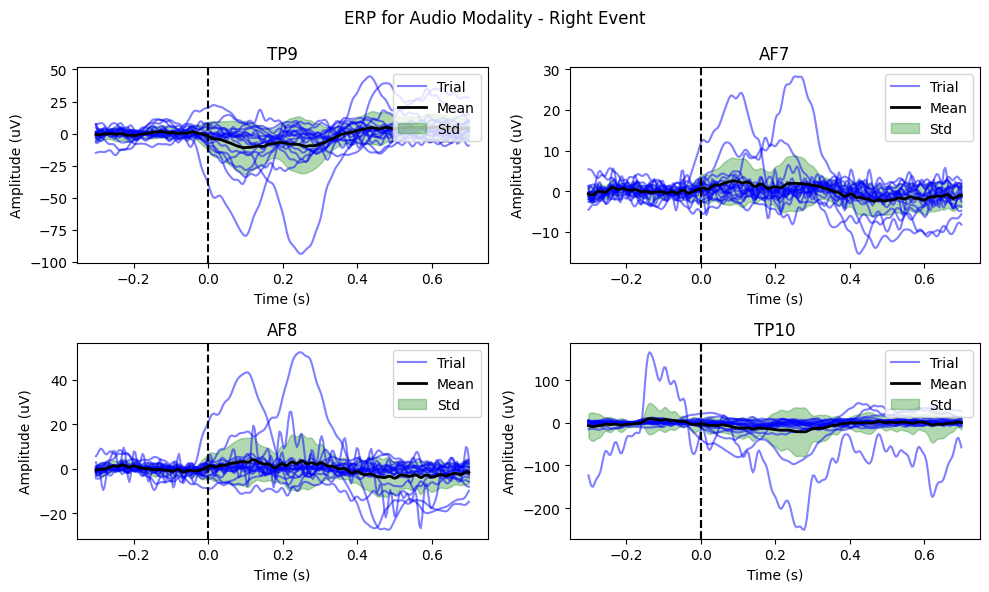 ERP for Audio Modality - Right Event
TP9
Amplitude (uV)
50
25
0
−25
−50
−75
−100
−0.2
0.0
0.2
0.4
0.6
Time (s)
Trial
Mean
Std
AF7
Amplitude (uV)
30
20
10
0
−10
−0.2
0.0
0.2
0.4
0.6
Time (s)
Trial
Mean
Std
AF8
Amplitude (uV)
40
20
0
−20
−0.2
0.0
0.2
0.4
0.6
Time (s)
Trial
Mean
Std
TP10
Amplitude (uV)
100
0
−100
−200
−0.2
0.0
0.2
0.4
0.6
Time (s)
Trial
Mean
Std